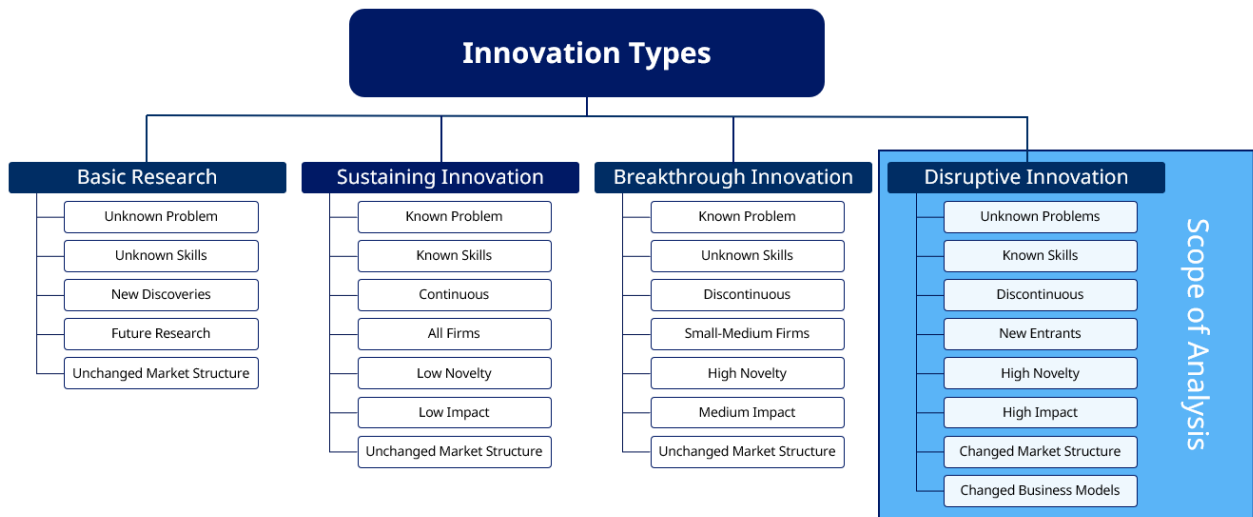 Innovation Types
Basic Research
Unknown Problem
Unknown Skills
New Discoveries
Future Research
Unchanged Market Structure
Sustaining Innovation
Known Problem
Known Skills
Continuous
All Firms
Low Novelty
Low Impact
Unchanged Market Structure
Breakthrough Innovation
Known Problem
Unknown Skills
Discontinuous
Small-Medium Firms
High Novelty
Medium Impact
Unchanged Market Structure
Disruptive Innovation
Unknown Problems
Known Skills
Discontinuous
New Entrants
High Novelty
High Impact
Changed Market Structure
Changed Business Models
Scope of Analysis